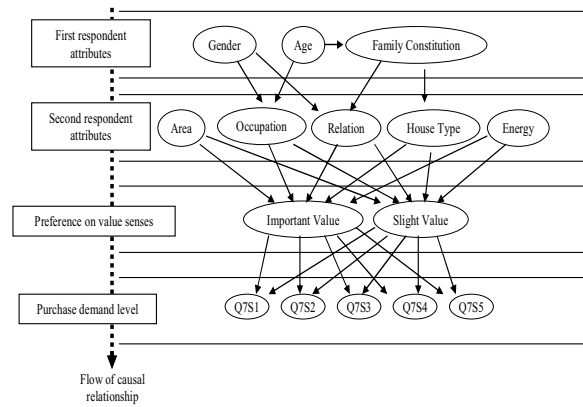 First respondent
attributes
Gender
Age
Family Constitution
Second respondent
attributes
Area
Occupation
Relation
House Type
Energy
Preference on value senses
Important Value
Slight Value
Purchase demand level
Q7S1
Q7S2
Q7S3
Q7S4
Q7S5
Flow of causal
relationship